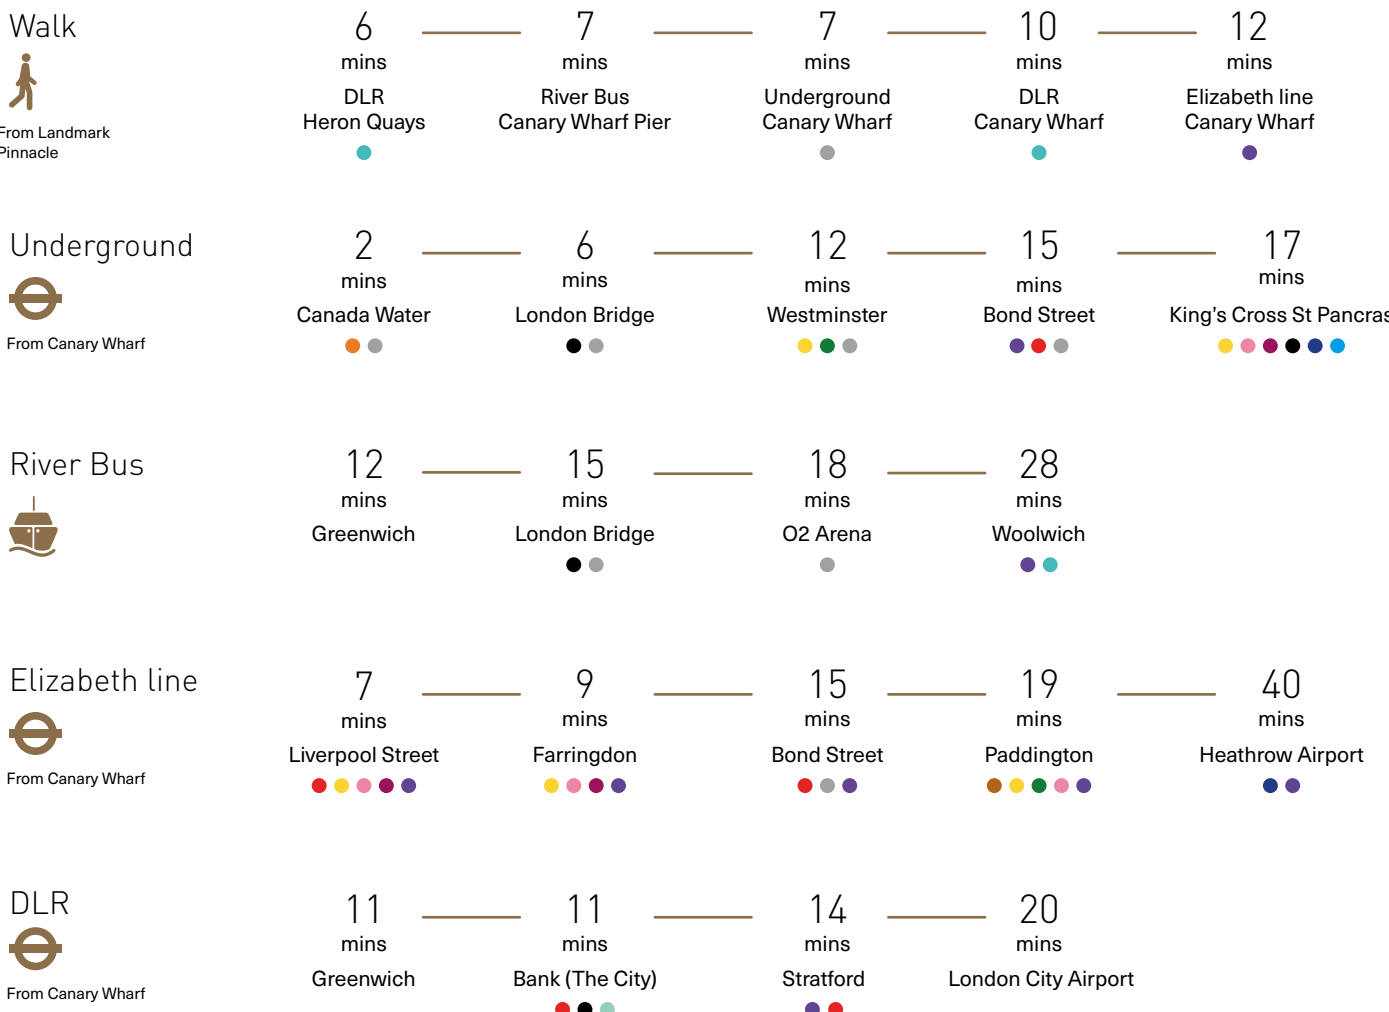 Walk
From Landmark
Pinnacle
6
mins
DLR
Heron Quays
7
mins
River Bus
Canary Wharf Pier
7
mins
Underground
Canary Wharf
10
mins
DLR
Canary Wharf
12
mins
Elizabeth line
Canary Wharf
Underground
From Canary Wharf
2
mins
Canada Water
6
mins
London Bridge
12
mins
Westminster
15
mins
Bond Street
17
mins
King's Cross St Pancras
River Bus
12
mins
Greenwich
15
mins
London Bridge
18
mins
O2 Arena
28
mins
Woolwich
Elizabeth line
From Canary Wharf
7
mins
Liverpool Street
9
mins
Farringdon
15
mins
Bond Street
19
mins
Paddington
40
mins
Heathrow Airport
DLR
From Canary Wharf
11
mins
Greenwich
11
mins
Bank (The City)
14
mins
Stratford
20
mins
London City Airport